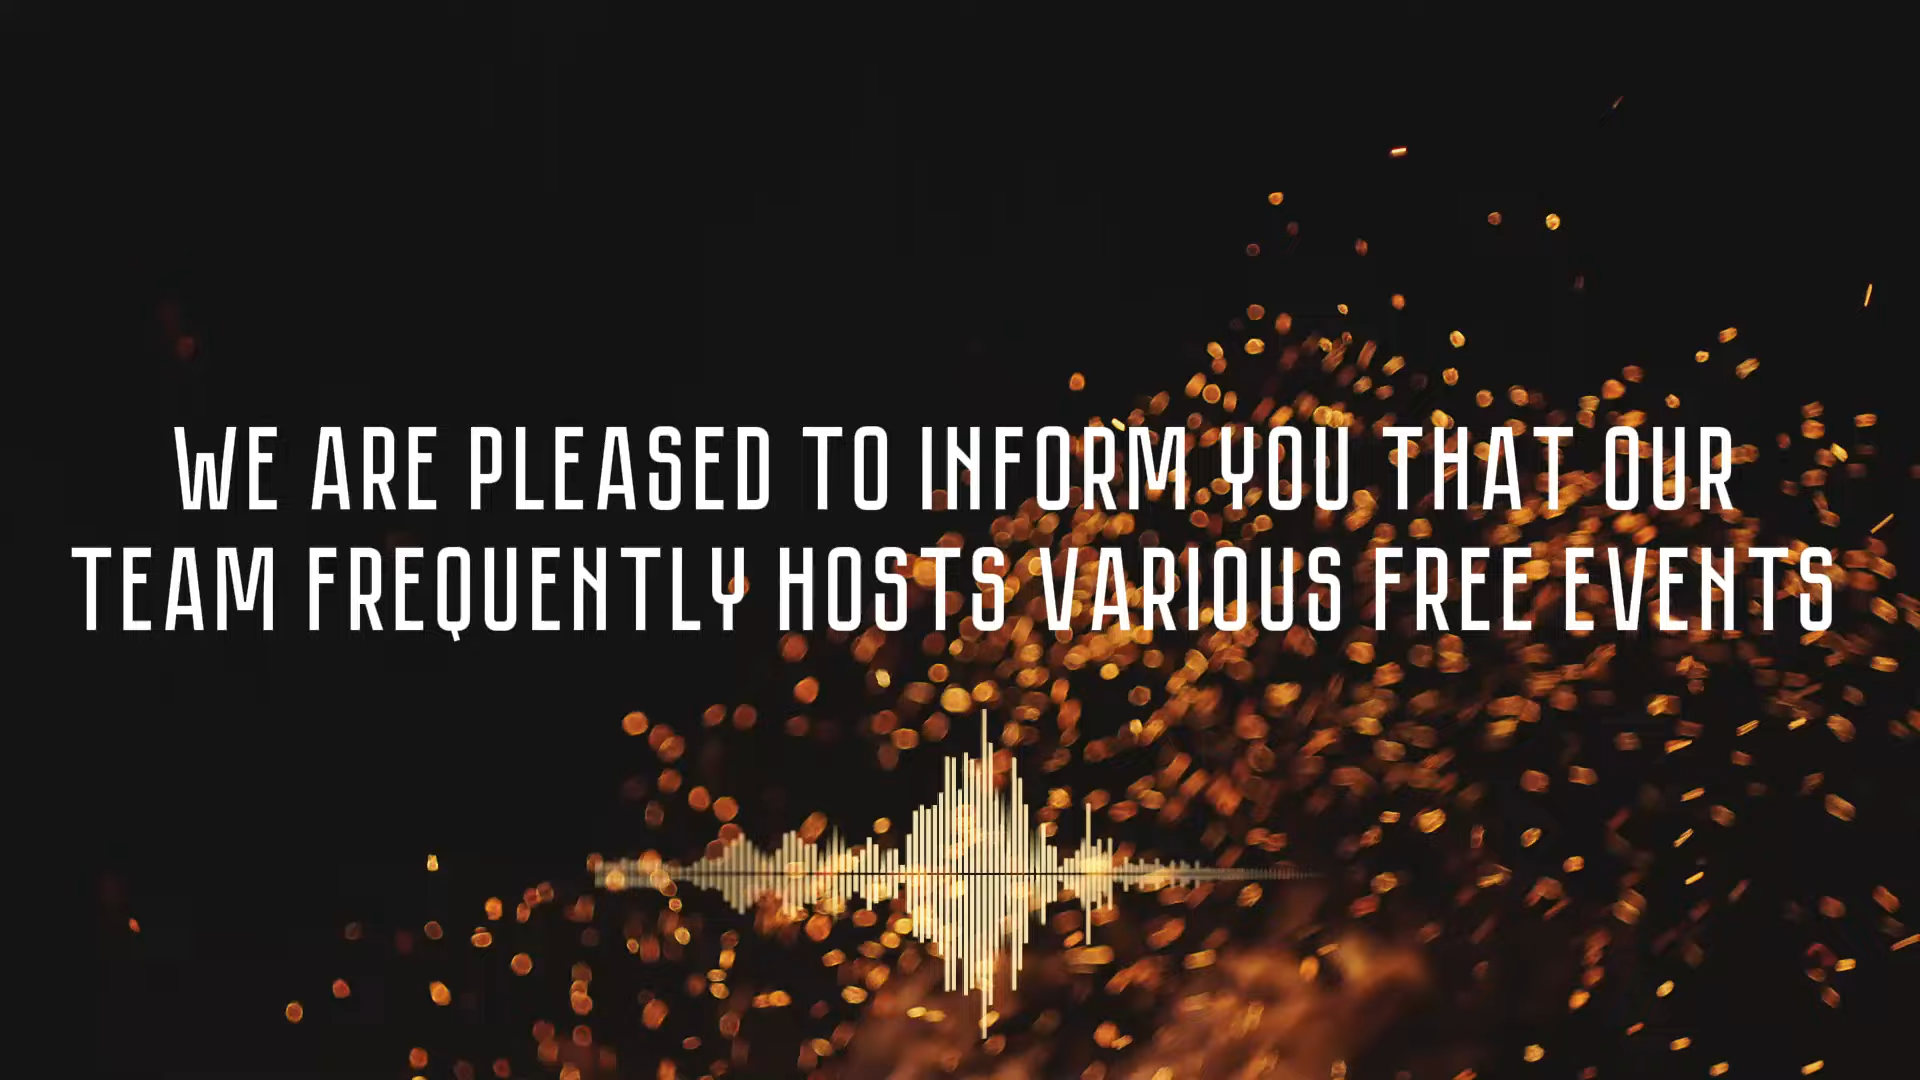 WE ARE PLEASED TO INFORM YOU THAT OUR
TEAM FREQUENTLY HOSTS VARIOUS FREE EVENTS